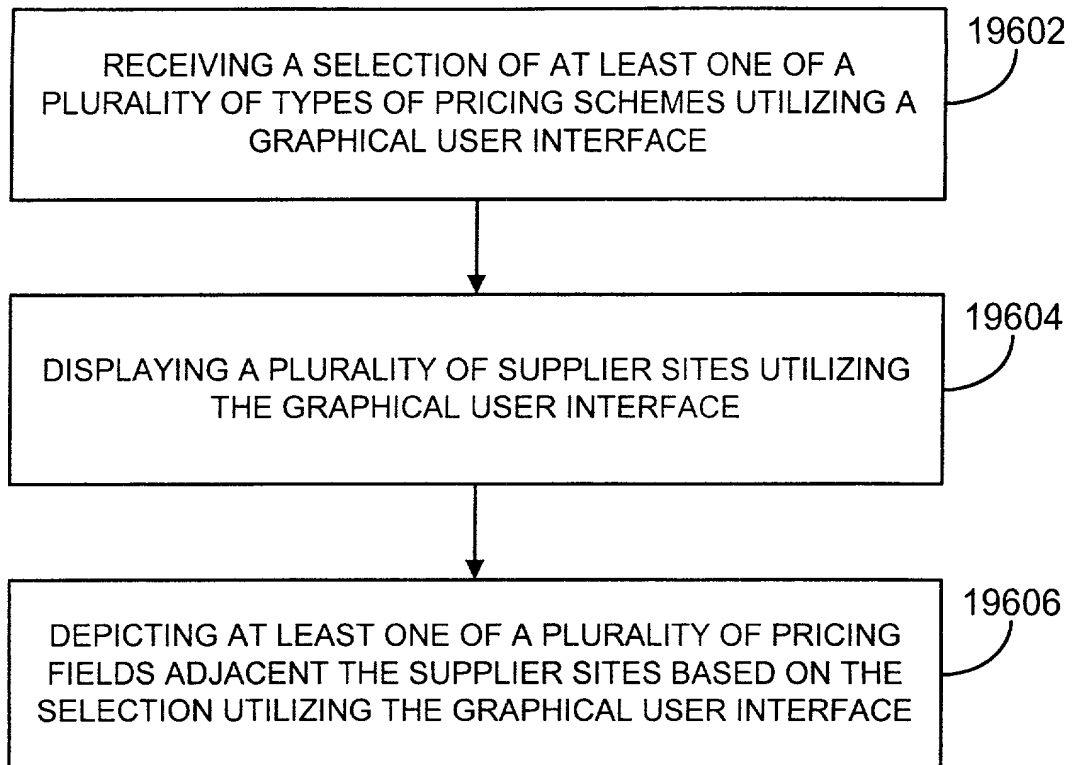 19602
RECEIVING A SELECTION OF AT LEAST ONE OF A
PLURALITY OF TYPES OF PRICING SCHEMES UTILIZING A
GRAPHICAL USER INTERFACE
19604
DISPLAYING A PLURALITY OF SUPPLIER SITES UTILIZING
THE GRAPHICAL USER INTERFACE
19606
DEPICTING AT LEAST ONE OF A PLURALITY OF PRICING
FIELDS ADJACENT THE SUPPLIER SITES BASED ON THE
SELECTION UTILIZING THE GRAPHICAL USER INTERFACE